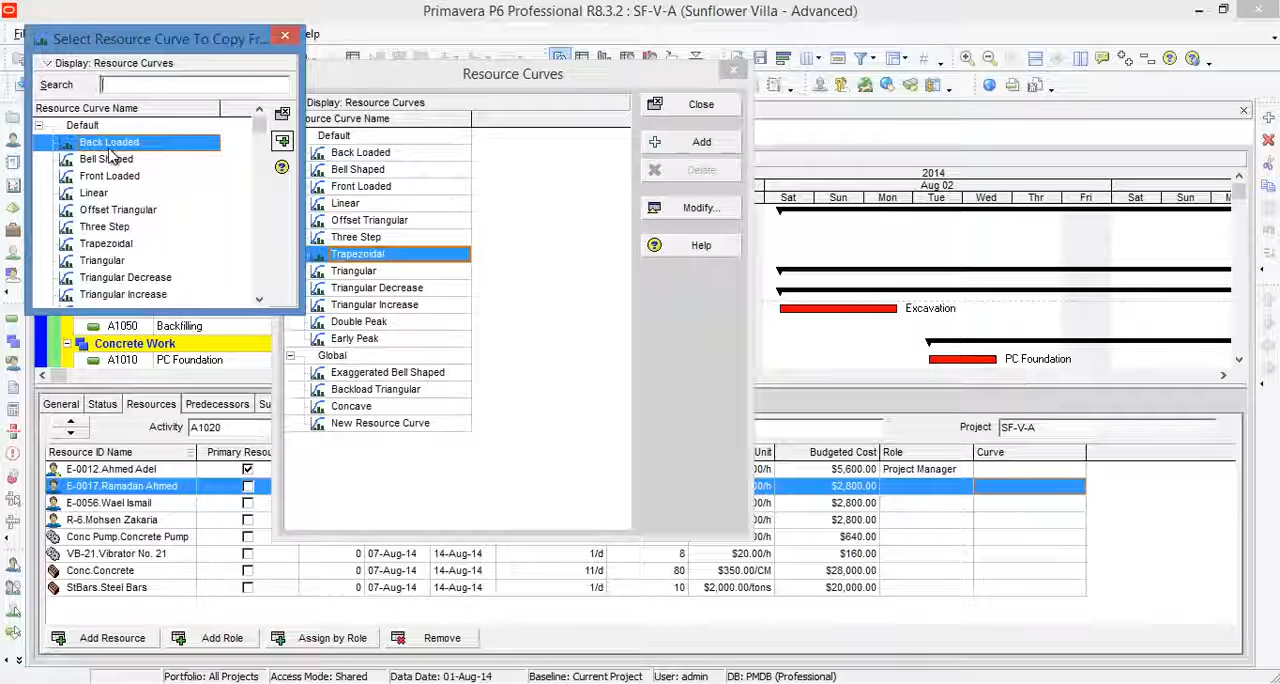 Primavera P6 Professional R8.3.2 : SF-V-A (Sunflower Villa - Advanced)
Select Resource Curve To Copy Fr...
elp
Display: Resource Curves
Search
Resource Curve Name
Default
Back Loaded
Bell Shaped
Front Loaded
Linear
Offset Triangular
Three Step
Trapezoidal
Triangular
Triangular Decrease
Triangular Increase
Resource Curves
Display: Resource Curves
ource Curve Name
Default
Back Loaded
Bell Shaped
Front Loaded
Linear
Offset Triangular
Three Step
Trapezoidal
Triangular
Triangular Decrease
Triangular Increase
Double Peak
Early Peak
Global
Exaggerated Bell Shaped
Backload Triangular
Concave
New Resource Curve
Close
Add
Delete
Modify...
Help
2014
Aug 02
Sat Sun Mon Tue Wed Thr Fri Sat Sun M
Excavation
PC Foundation
A1050 Backfilling
Concrete Work
A1010 PC Foundation
General Status Resources Predecessors Su
Activity A1020 Project SF-V-A
Resource ID Name Primary Resou Unit Budgeted Cost Role Curve
E-0012.Ahmed Adel 00/h $5,600.00 Project Manager
E-0017.Ramadan Ahmed 00/h $2,800.00
E-0056.Wael Ismail 00/h $2,800.00
R-6.Mohsen Zakaria 00/h $2,800.00
Conc Pump.Concrete Pump 00/h $640.00
VB-21.Vibrator No. 21 0 07-Aug-14 14-Aug-14 1/d 8 $20.00/h $160.00
Conc.Concrete 0 07-Aug-14 14-Aug-14 11/d 80 $350.00/CM $28,000.00
StBars.Steel Bars 0 07-Aug-14 14-Aug-14 1/d 10 $2,000.00/tons $20,000.00
Add Resource Add Role Assign by Role Remove
Portfolio: All Projects Access Mode: Shared Data Date: 01-Aug-14 Baseline: Current Project User: admin DB: PMDB (Professional)